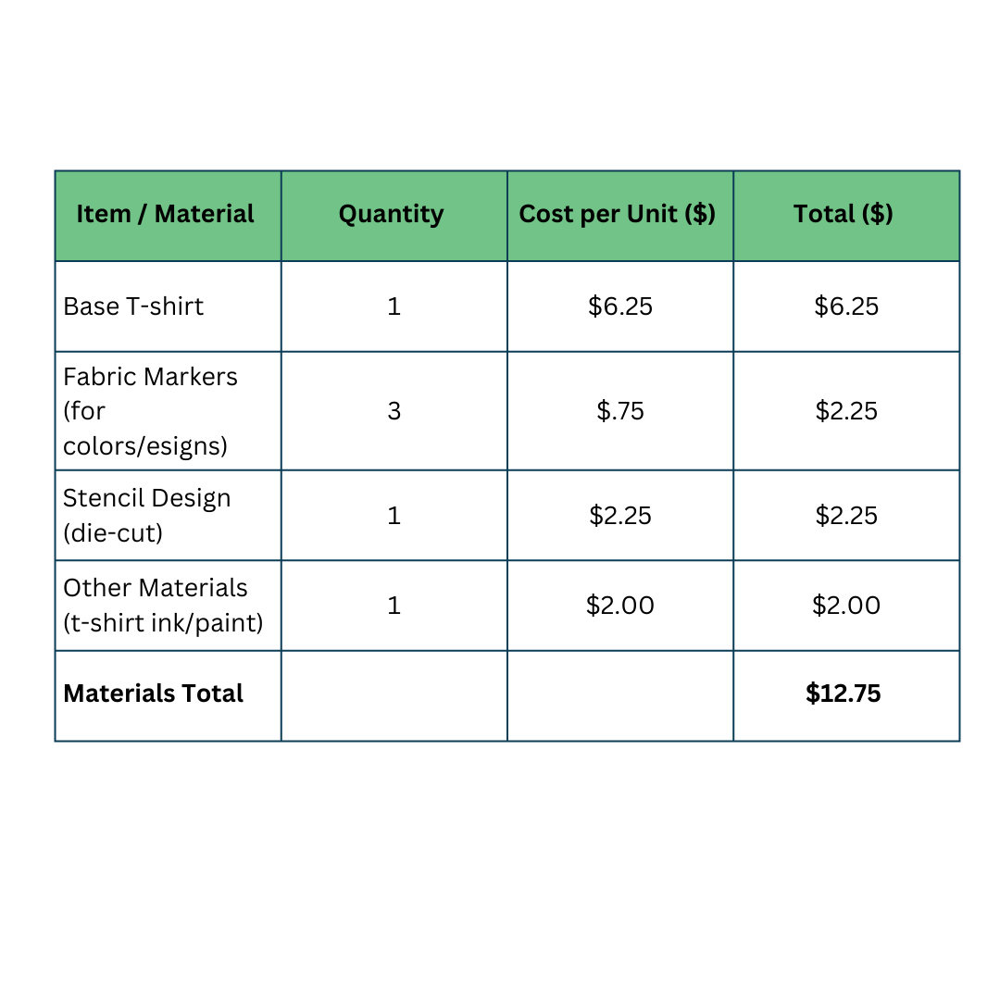 Item / Material Quantity Cost per Unit ($) Total ($)
Base T-shirt 1 $6.25 $6.25
Fabric Markers
(for
colors/esigns)
3 $.75 $2.25
Stencil Design
(die-cut)
1 $2.25 $2.25
Other Materials
(t-shirt ink/paint)
1 $2.00 $2.00
Materials Total $12.75